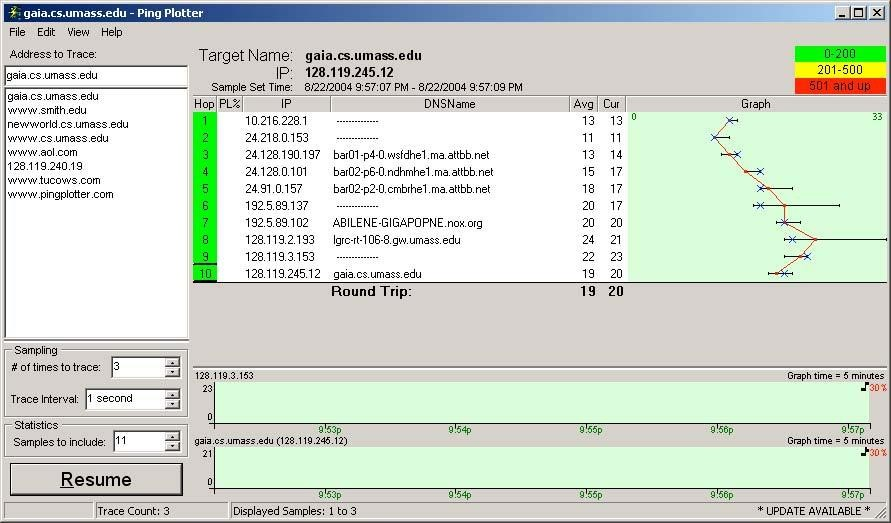 gaia.cs.umass.edu - Ping Plotter
File Edit View Help
Address to Trace:
gaia.cs.umass.edu
gaia.cs.umass.edu
www.smith.edu
newworld.cs.umass.edu
www.cs.umass.edu
www.aol.com
128.119.240.19
www.tucows.com
www.pingplotter.com
Sampling
# of times to trace: 3
Trace Interval: 1 second
Statistics
Samples to include: 11
Resume
Target Name: gaia.cs.umass.edu
IP: 128.119.245.12
Sample Set Time: 8/22/2004 9:57:07 PM - 8/22/2004 9:57:09 PM
0-200
201-500
501 and up
Hop PL% IP DNSName Avg Cur Graph
0 33
1 10.216.228.1 -------------- 13 13
2 24.218.0.153 -------------- 11 11
3 24.128.190.197 bar01-p4-0.wsfdhe1.ma.attbb.net 13 14
4 24.128.0.101 bar02-p6-0.ndhmhe1.ma.attbb.net 15 17
5 24.91.0.157 bar02-p2-0.cmbrhe1.ma.attbb.net 18 17
6 192.5.89.137 -------------- 20 17
7 192.5.89.102 ABILENE-GIGAPOPNE.nox.org 20 20
8 128.119.2.193 lgrc-rt-106-8.gw.umass.edu 24 21
9 128.119.3.153 -------------- 22 23
10 128.119.245.12 gaia.cs.umass.edu 19 20
Round Trip: 19 20
128.119.3.153 Graph time = 5 minutes
23 30%
0
9:53p 9:54p 9:55p 9:56p 9:57p
gaia.cs.umass.edu (128.119.245.12) Graph time = 5 minutes
21 30%
0
9:53p 9:54p 9:55p 9:56p 9:57p
Trace Count: 3 Displayed Samples: 1 to 3 * UPDATE AVAILABLE *